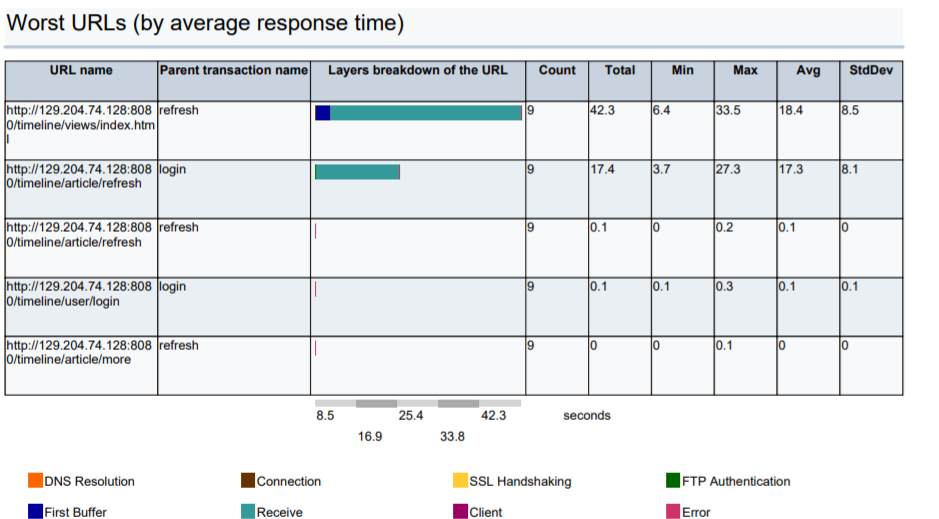 Worst URLs (by average response time)
URL name Parent transaction name Layers breakdown of the URL Count Total Min Max Avg StdDev
http://129.204.74.128:808 refresh 9 42.3 6.4 33.5 18.4 8.5
0/timeline/views/index.htm
l
http://129.204.74.128:808 login 9 17.4 3.7 27.3 17.3 8.1
0/timeline/article/refresh
http://129.204.74.128:808 refresh 9 0.1 0 0.2 0.1 0
0/timeline/article/refresh
http://129.204.74.128:808 login 9 0.1 0.1 0.3 0.1 0.1
0/timeline/user/login
http://129.204.74.128:808 refresh 9 0 0 0.1 0 0
0/timeline/article/more
8.5 25.4 42.3 seconds
16.9 33.8
DNS Resolution Connection SSL Handshaking FTP Authentication
First Buffer Receive Client Error